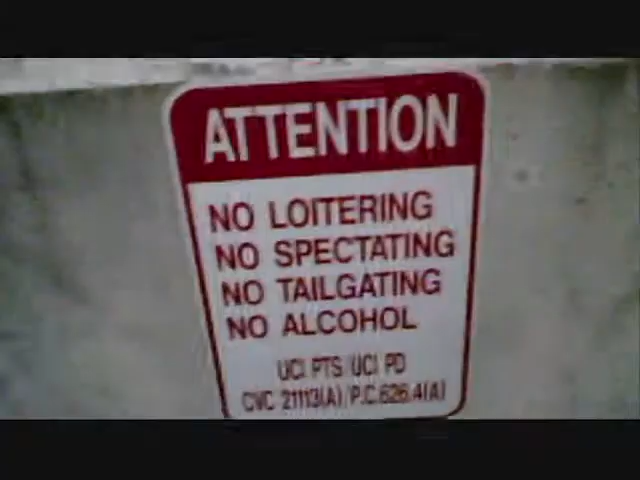 ATTENTION
NO LOITERING
NO SPECTATING
NO TAILGATING
NO ALCOHOL
UCI PTS/UCI PD
CVC 21113(A)/P.C.626.4(A)